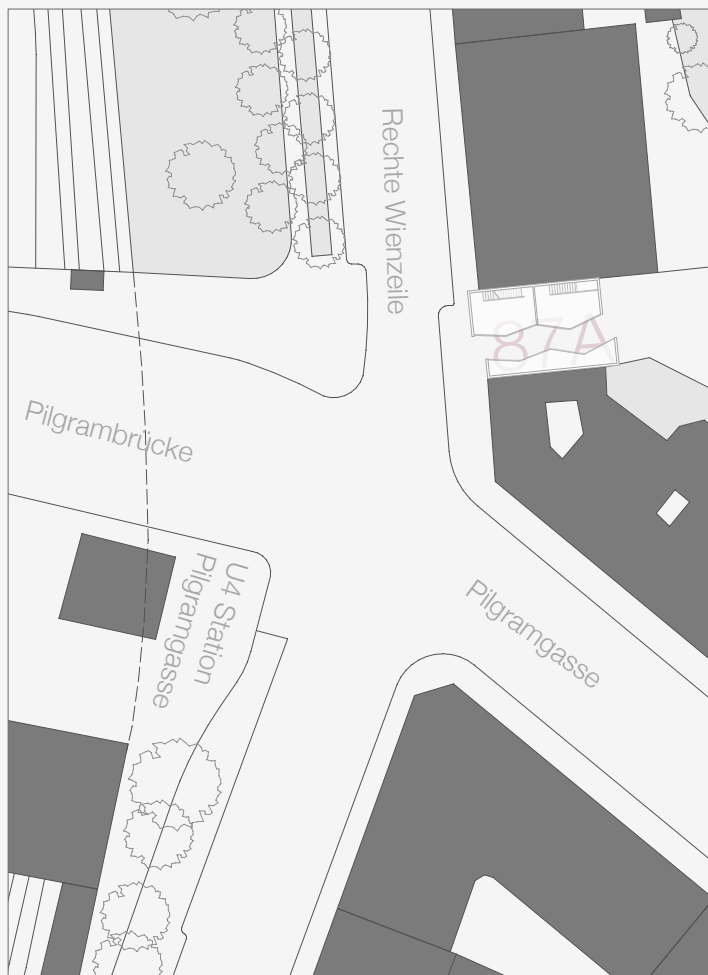 Rechte Wienzeile
87A
Pilgrambrücke
U4 Station
Pilgramgasse
Pilgramgasse